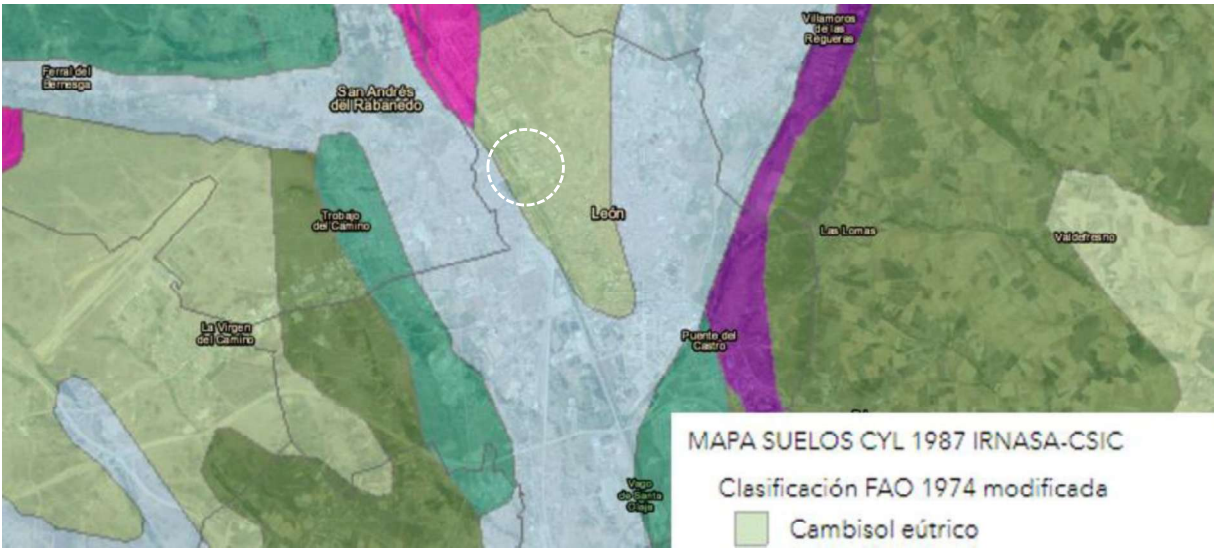 Villamoros
de las
Regueras
Ferral del
Bernesga
San Andrés
del Rabanedo
León
Trobajo
del Camino
Las Lomas
Valdefresno
La Virgen
del Camino
Puente del
Castro
Vago
de Santa
Olaja
MAPA SUELOS CYL 1987 IRNASA-CSIC
Clasificación FAO 1974 modificada
Cambisol eútrico